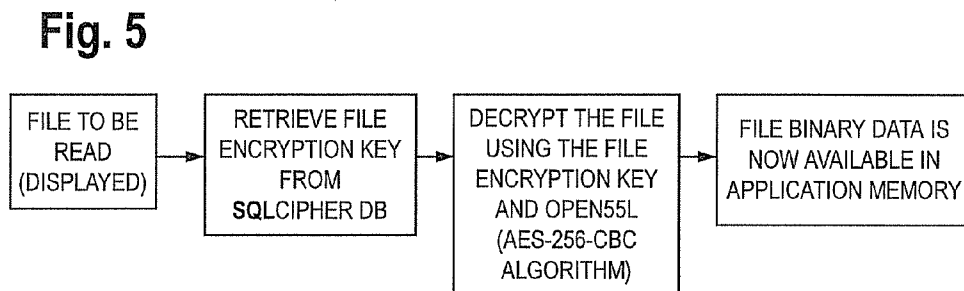 Fig. 5
FILE TO BE
READ
(DISPLAYED)
RETRIEVE FILE
ENCRYPTION KEY
FROM
SQLCIPHER DB
DECRYPT THE FILE
USING THE FILE
ENCRYPTION KEY
AND OPEN55L
(AES-256-CBC
ALGORITHM)
FILE BINARY DATA IS
NOW AVAILABLE IN
APPLICATION MEMORY